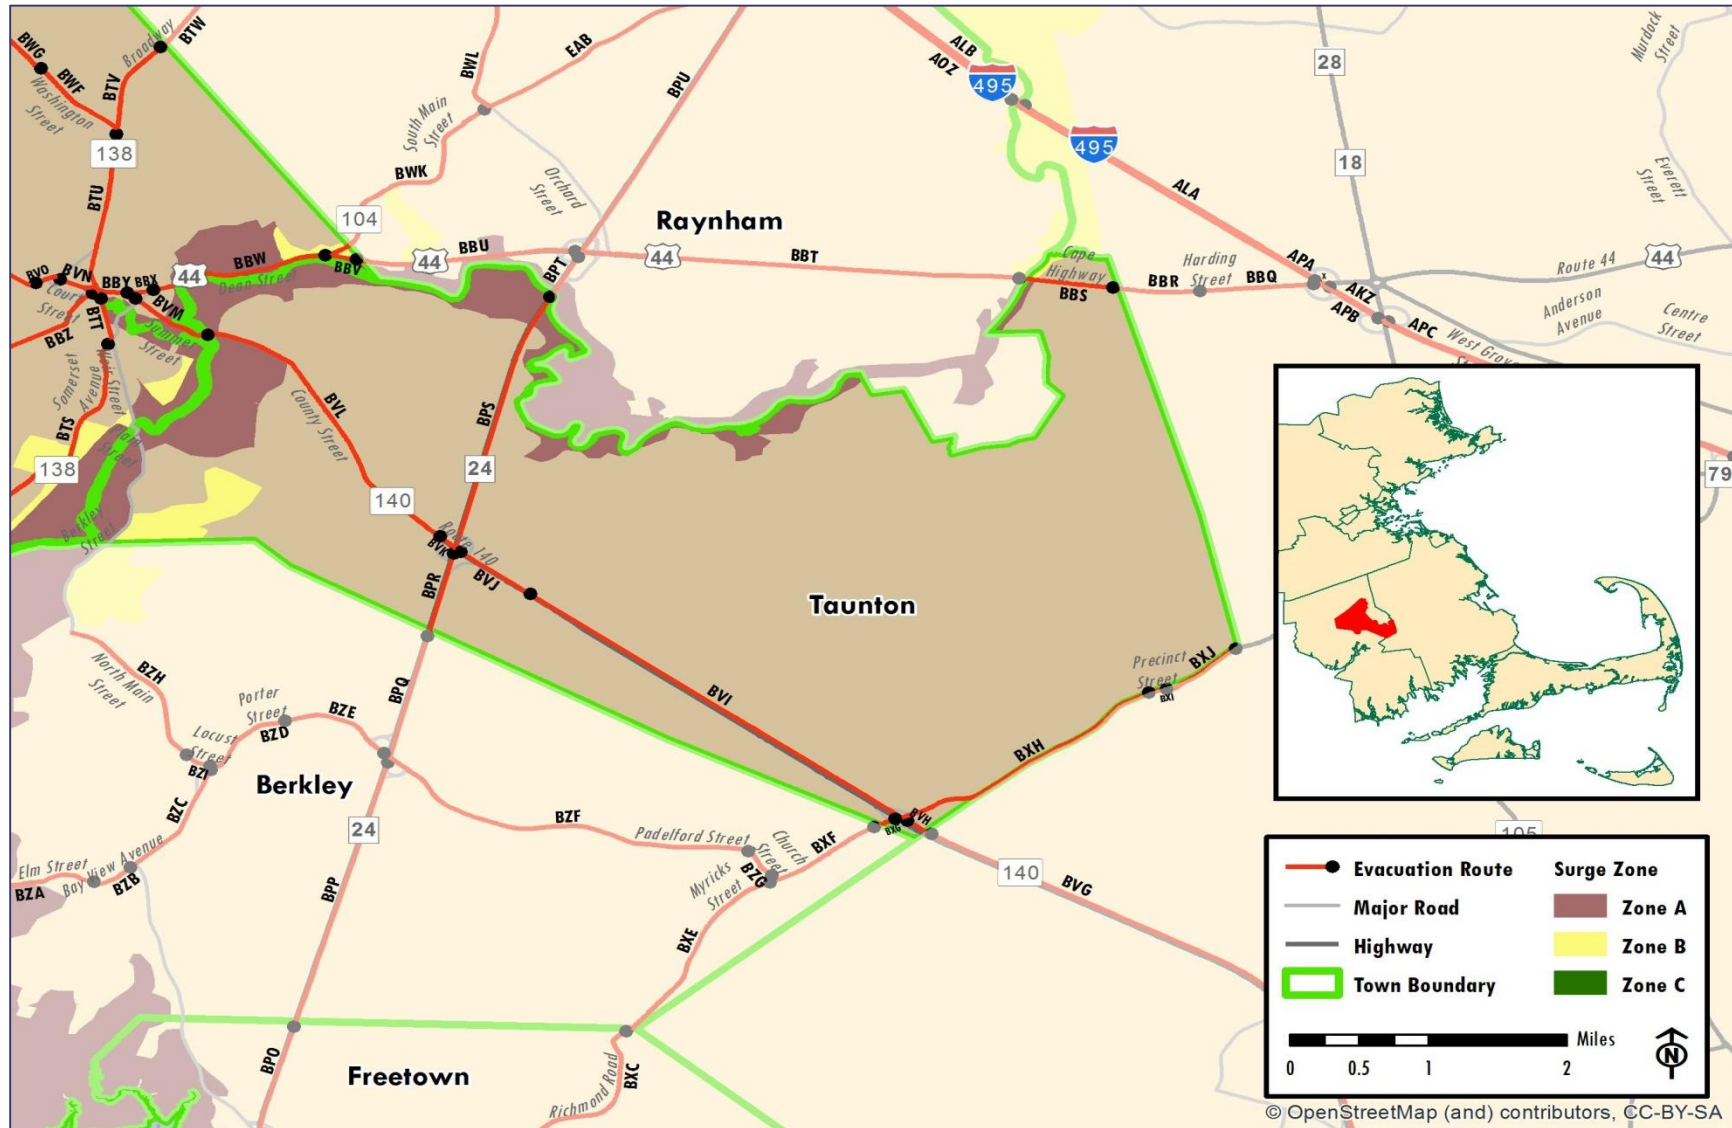 BWG
BWF
Washington
Street
BTV
Broadway
BTW
138
BTU
BWL
EAB
South Main
Street
BWK
BPU
Orchard
Street
104
Raynham
ALB
AOZ
495
495
ALA
28
18
Murdock
Street
Everett
Street
BVO
BVN
BBY
BBX
44
BBW
BBV
Dean Street
44
BBU
BPT
44
BBT
Cape
Highway
BBS
BBR
Harding
Street
BBQ
APA
AKZ
APB
APC
Route 44
44
Anderson
Avenue
Centre
Street
West Grove
Court
Street
BBZ
BTT
BVM
Summer
Street
Somerset
Avenue
Weir Street
BTS
138
Plain
Street
Berkley
Street
BVL
County Street
BPS
24
140
BVK
Route 140
BVJ
BPR
Taunton
79
BVI
Precinct
Street
BXJ
BXI
BXH
BVH
BXG
BZH
North Main
Street
Porter
Street
BZE
BZD
Locust
Street
BZI
BPQ
Berkley
BZC
24
BZF
Padelford Street
Church
Street
BZG
BXF
Myricks
Street
140
BVG
Elm Street
BZA
Bay View Avenue
BZB
BPP
BXE
BPO
Freetown
Richmond Road
BXC
105
Evacuation Route
Major Road
Highway
Town Boundary
Surge Zone
Zone A
Zone B
Zone C
Miles
0 0.5 1 2
N
© OpenStreetMap (and) contributors, CC-BY-SA